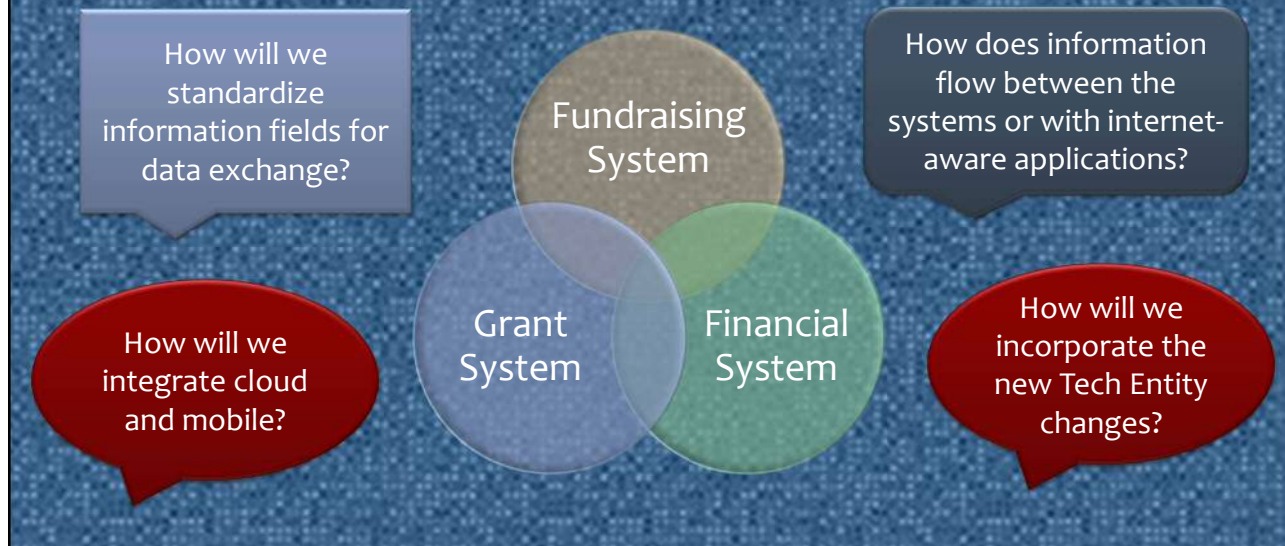 How will we
standardize
information fields for
data exchange?
Fundraising
System
How does information
flow between the
systems or with internet-
aware applications?
How will we
integrate cloud
and mobile?
Grant
System
Financial
System
How will we
incorporate the
new Tech Entity
changes?